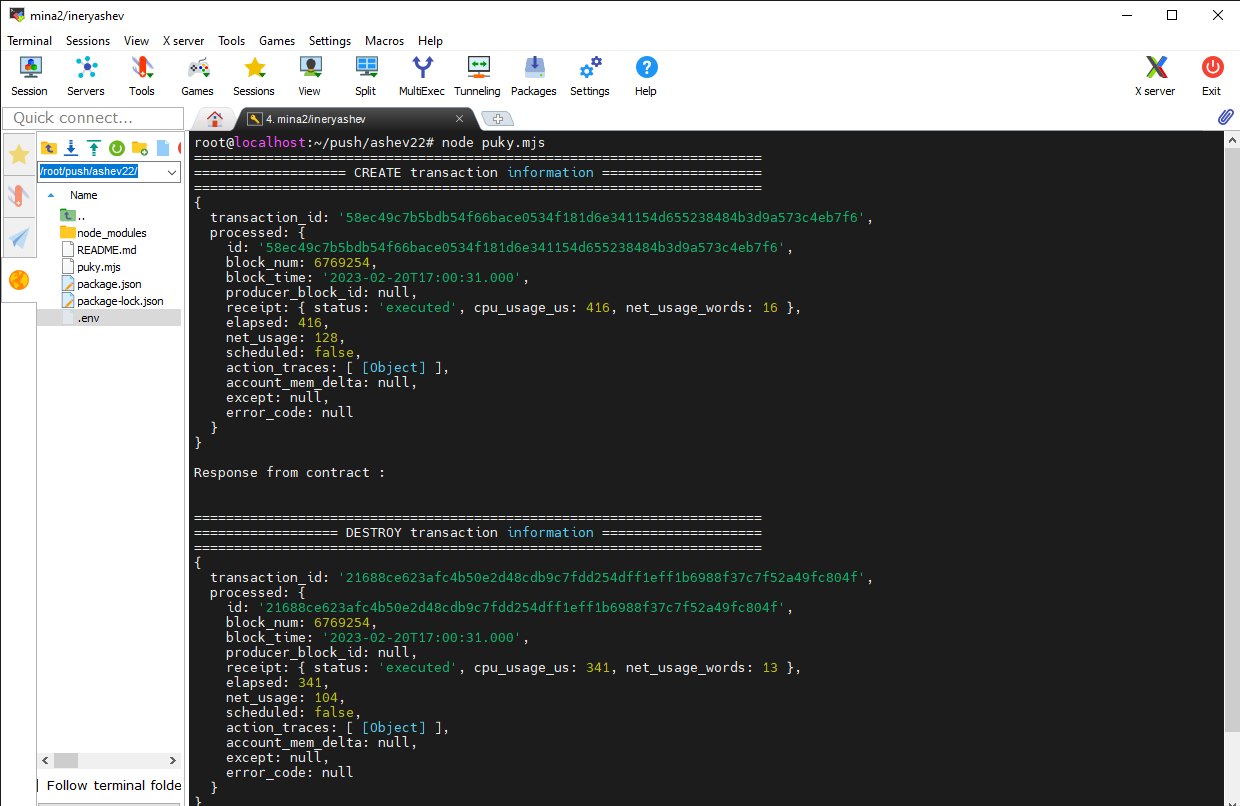 mina2/ineryashev
Terminal Sessions View X server Tools Games Settings Macros Help
Session Servers Tools Games Sessions View Split MultiExec Tunneling Packages Settings Help X server Exit
Quick connect...
4. mina2/ineryashev
/root/push/ashev22/
Name
..
node_modules
README.md
puky.mjs
package.json
package-lock.json
.env
Follow terminal folde
root@localhost:~/push/ashev22# node puky.mjs
=======================================================================
=================== CREATE transaction information ====================
=======================================================================
{
  transaction_id: '58ec49c7b5bdb54f66bace0534f181d6e341154d655238484b3d9a573c4eb7f6',
  processed: {
    id: '58ec49c7b5bdb54f66bace0534f181d6e341154d655238484b3d9a573c4eb7f6',
    block_num: 6769254,
    block_time: '2023-02-20T17:00:31.000',
    producer_block_id: null,
    receipt: { status: 'executed', cpu_usage_us: 416, net_usage_words: 16 },
    elapsed: 416,
    net_usage: 128,
    scheduled: false,
    action_traces: [ [Object] ],
    account_mem_delta: null,
    except: null,
    error_code: null
  }
}
Response from contract :
=======================================================================
================== DESTROY transaction information ====================
=======================================================================
{
  transaction_id: '21688ce623afc4b50e2d48cdb9c7fdd254dff1eff1b6988f37c7f52a49fc804f',
  processed: {
    id: '21688ce623afc4b50e2d48cdb9c7fdd254dff1eff1b6988f37c7f52a49fc804f',
    block_num: 6769254,
    block_time: '2023-02-20T17:00:31.000',
    producer_block_id: null,
    receipt: { status: 'executed', cpu_usage_us: 341, net_usage_words: 13 },
    elapsed: 341,
    net_usage: 104,
    scheduled: false,
    action_traces: [ [Object] ],
    account_mem_delta: null,
    except: null,
    error_code: null
  }
}